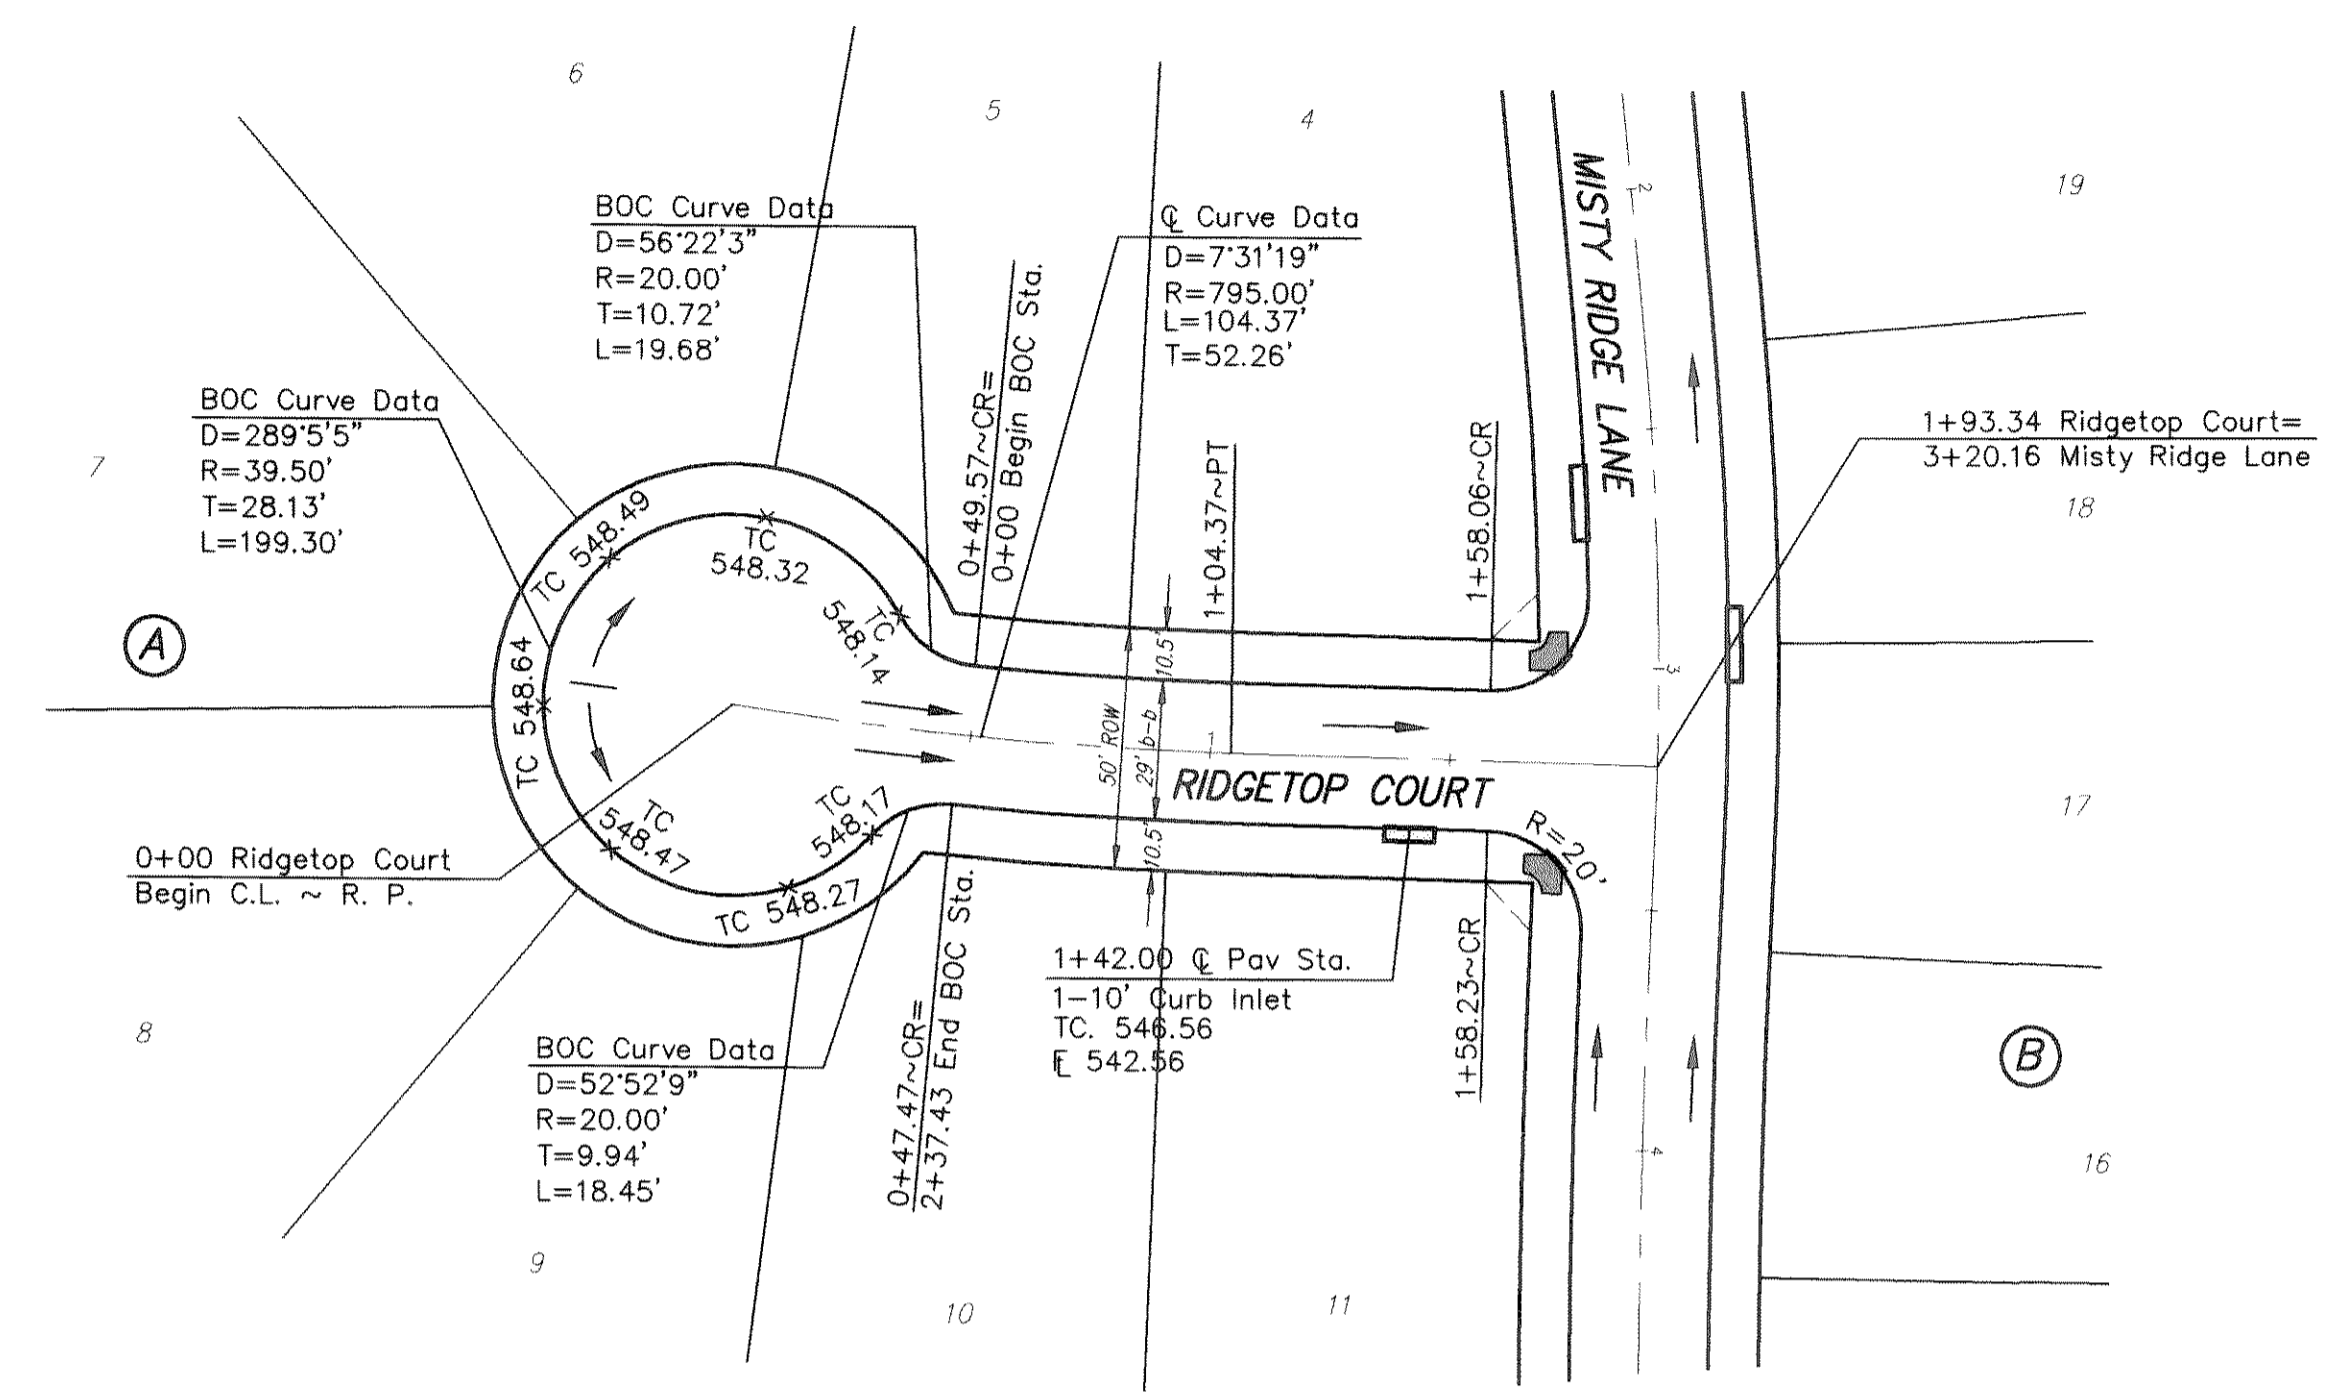 6
5
4
19
BOC Curve Data
D=56°22'3"
R=20.00'
T=10.72'
L=19.68'
℄ Curve Data
D=7°31'19"
R=795.00'
L=104.37'
T=52.26'
MISTY RIDGE LANE
2
BOC Curve Data
D=289°5'5"
R=39.50'
T=28.13'
L=199.30'
7
0+49.57~CR=
0+00 Begin BOC Sta.
1+04.37~PT
1+58.06~CR
1+93.34 Ridgetop Court=
3+20.16 Misty Ridge Lane
18
TC 548.49
TC
548.32
TC
548.14
TC 548.64
A
10.5'
3
50' ROW
29' b-b
1
RIDGETOP COURT
10.5'
R=20'
17
TC
548.47
TC
548.17
TC 548.27
0+00 Ridgetop Court
Begin C.L. ~ R. P.
8
0+47.47~CR=
2+37.43 End BOC Sta.
1+42.00 ℄ Pav Sta.
1-10' Curb Inlet
TC. 546.56
FL 542.56
1+58.23~CR
BOC Curve Data
D=52°52'9"
R=20.00'
T=9.94'
L=18.45'
B
4
16
9
10
11